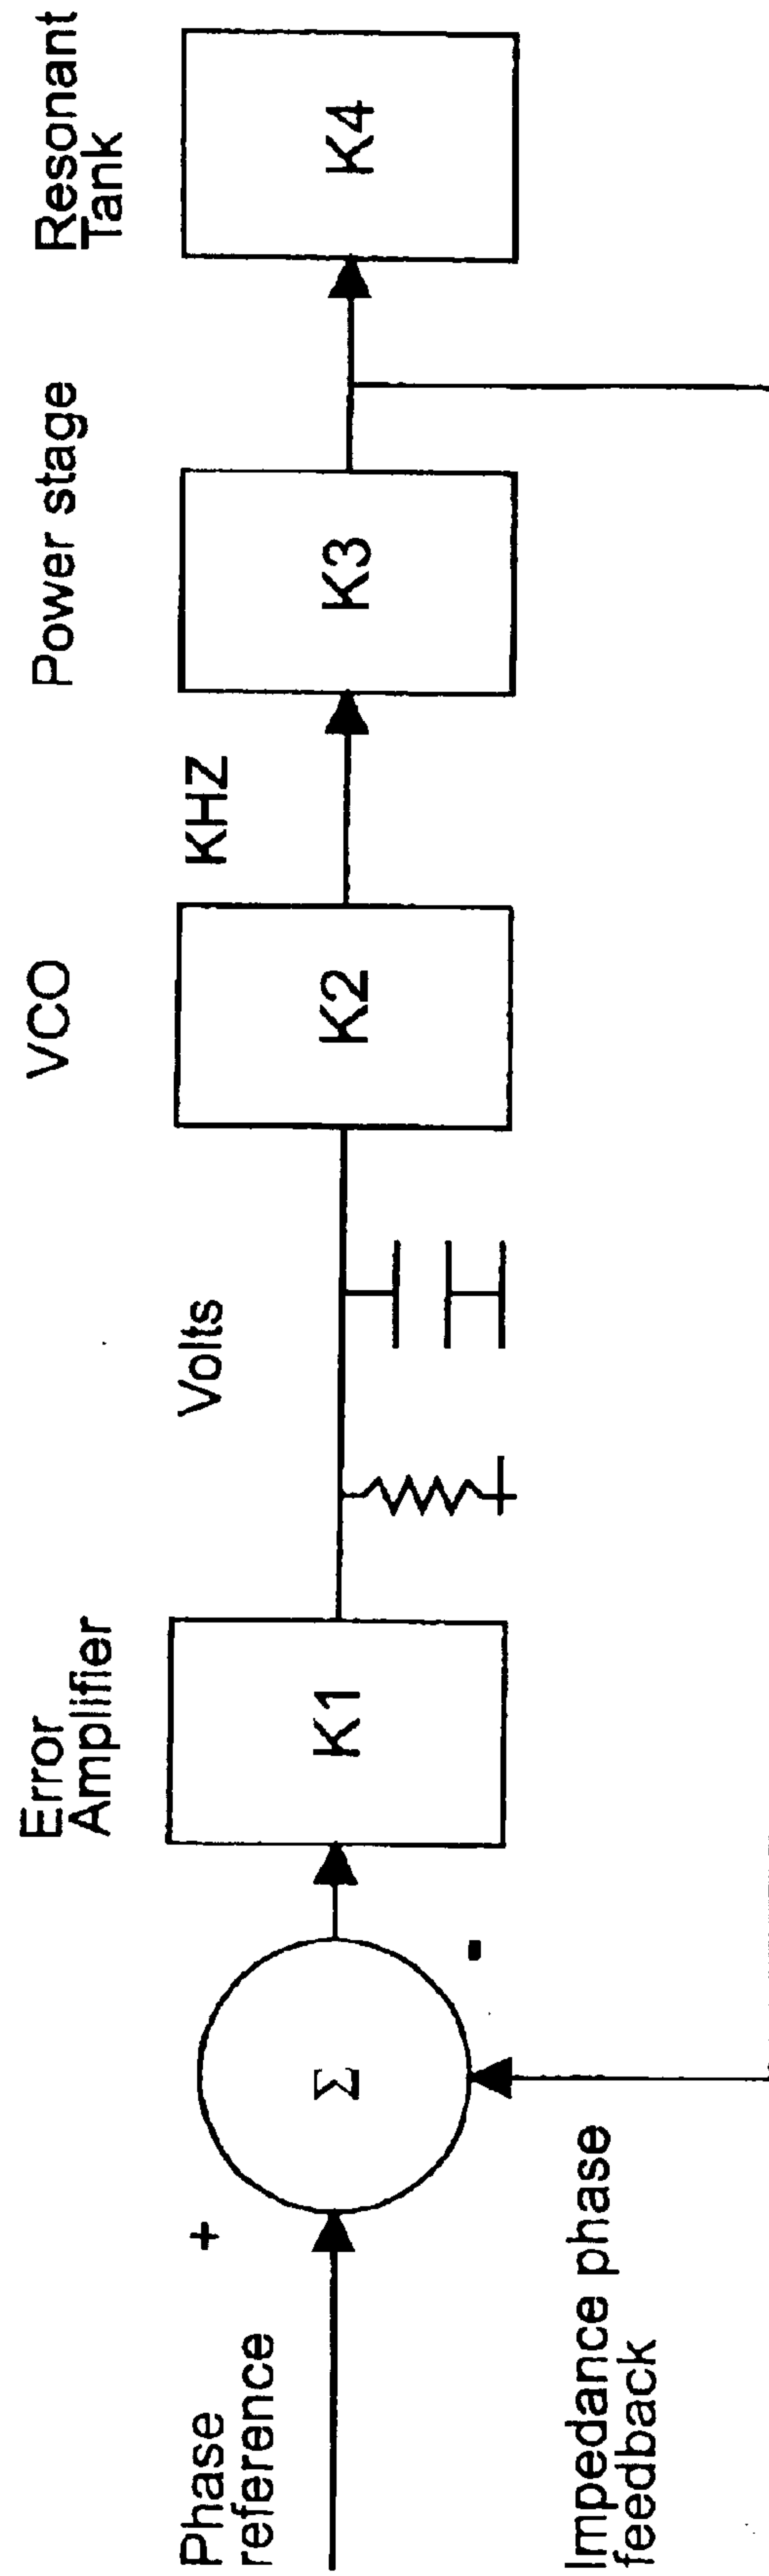 Phase
reference
+
Σ
-
Impedance phase
feedback
Error
Amplifier
K1
Volts
VCO
K2
KHZ
Power stage
K3
Resonant
Tank
K4